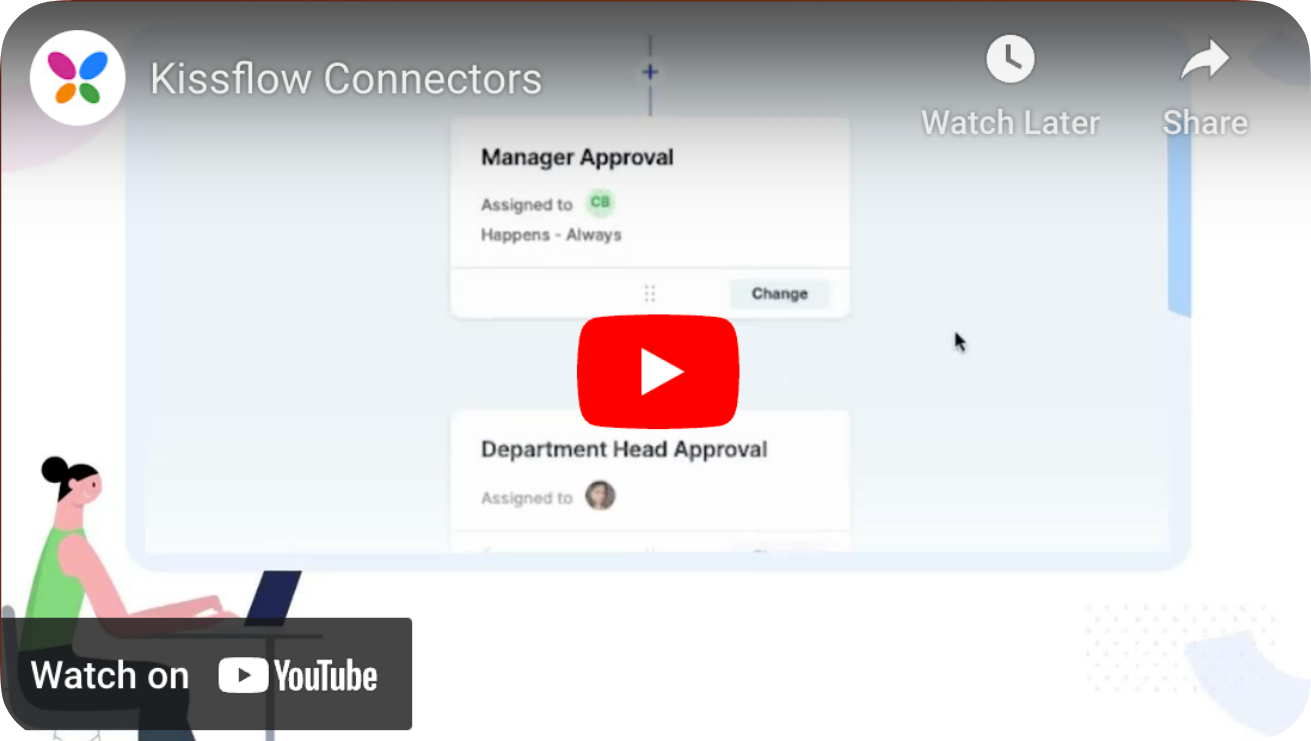 Kissflow Connectors
Watch Later
Share
Manager Approval
Assigned to CB
Happens - Always
Change
Department Head Approval
Assigned to
Watch on YouTube